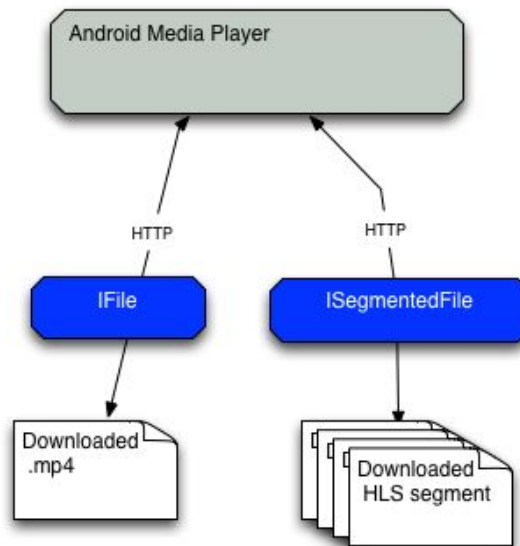 Android Media Player
HTTP
HTTP
IFile
ISegmentedFile
Downloaded
.mp4
Downloaded
HLS segment